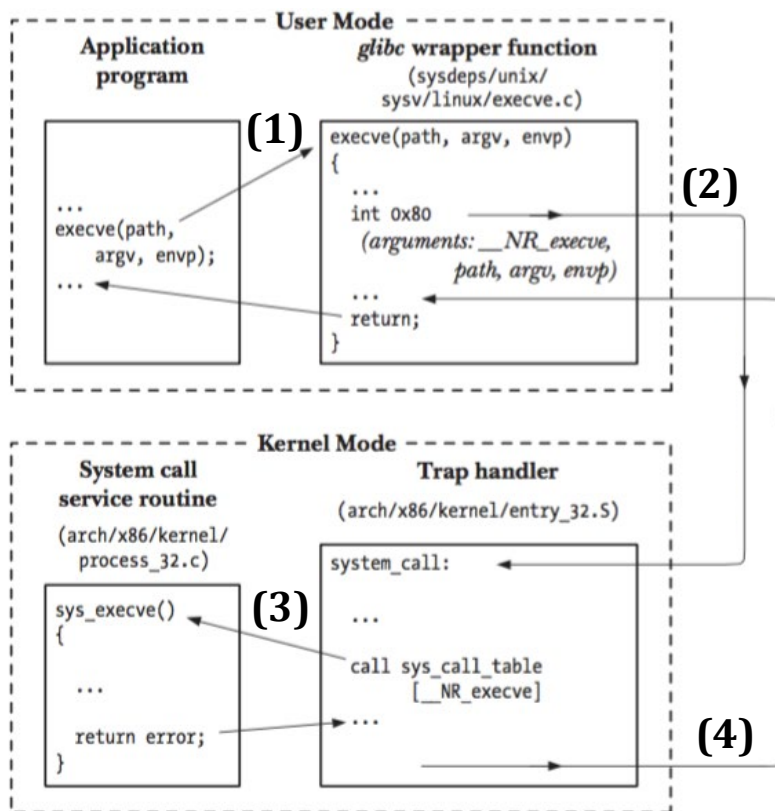 User Mode
Application
program
glibc wrapper function
(sysdeps/unix/
sysv/linux/execve.c)
(1)
...
execve(path,
argv, envp);
...
execve(path, argv, envp)
{
...
int 0x80
(arguments: __NR_execve,
path, argv, envp)
...
return;
}
(2)
Kernel Mode
System call
service routine
(arch/x86/kernel/
process_32.c)
Trap handler
(arch/x86/kernel/entry_32.S)
sys_execve()
{
...
return error;
}
(3)
system_call:
...
call sys_call_table
[__NR_execve]
...
(4)